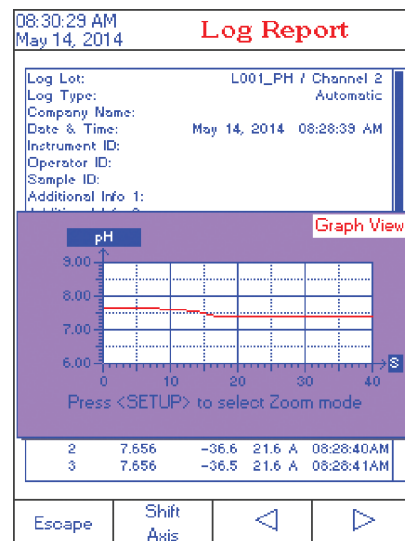 08:30:29 AM
May 14, 2014
Log Report
Log Lot: L001_PH / Channel 2
Log Type: Automatic
Company Name:
Date & Time: May 14, 2014 08:28:39 AM
Instrument ID:
Operator ID:
Sample ID:
Additional Info 1:
Graph View
pH
9.00
8.00
7.00
6.00
S
0 10 20 30 40
Press <SETUP> to select Zoom mode
2 7.656 -36.6 21.6 A 08:28:40AM
3 7.656 -36.5 21.6 A 08:28:41AM
Escape
Shift
Axis